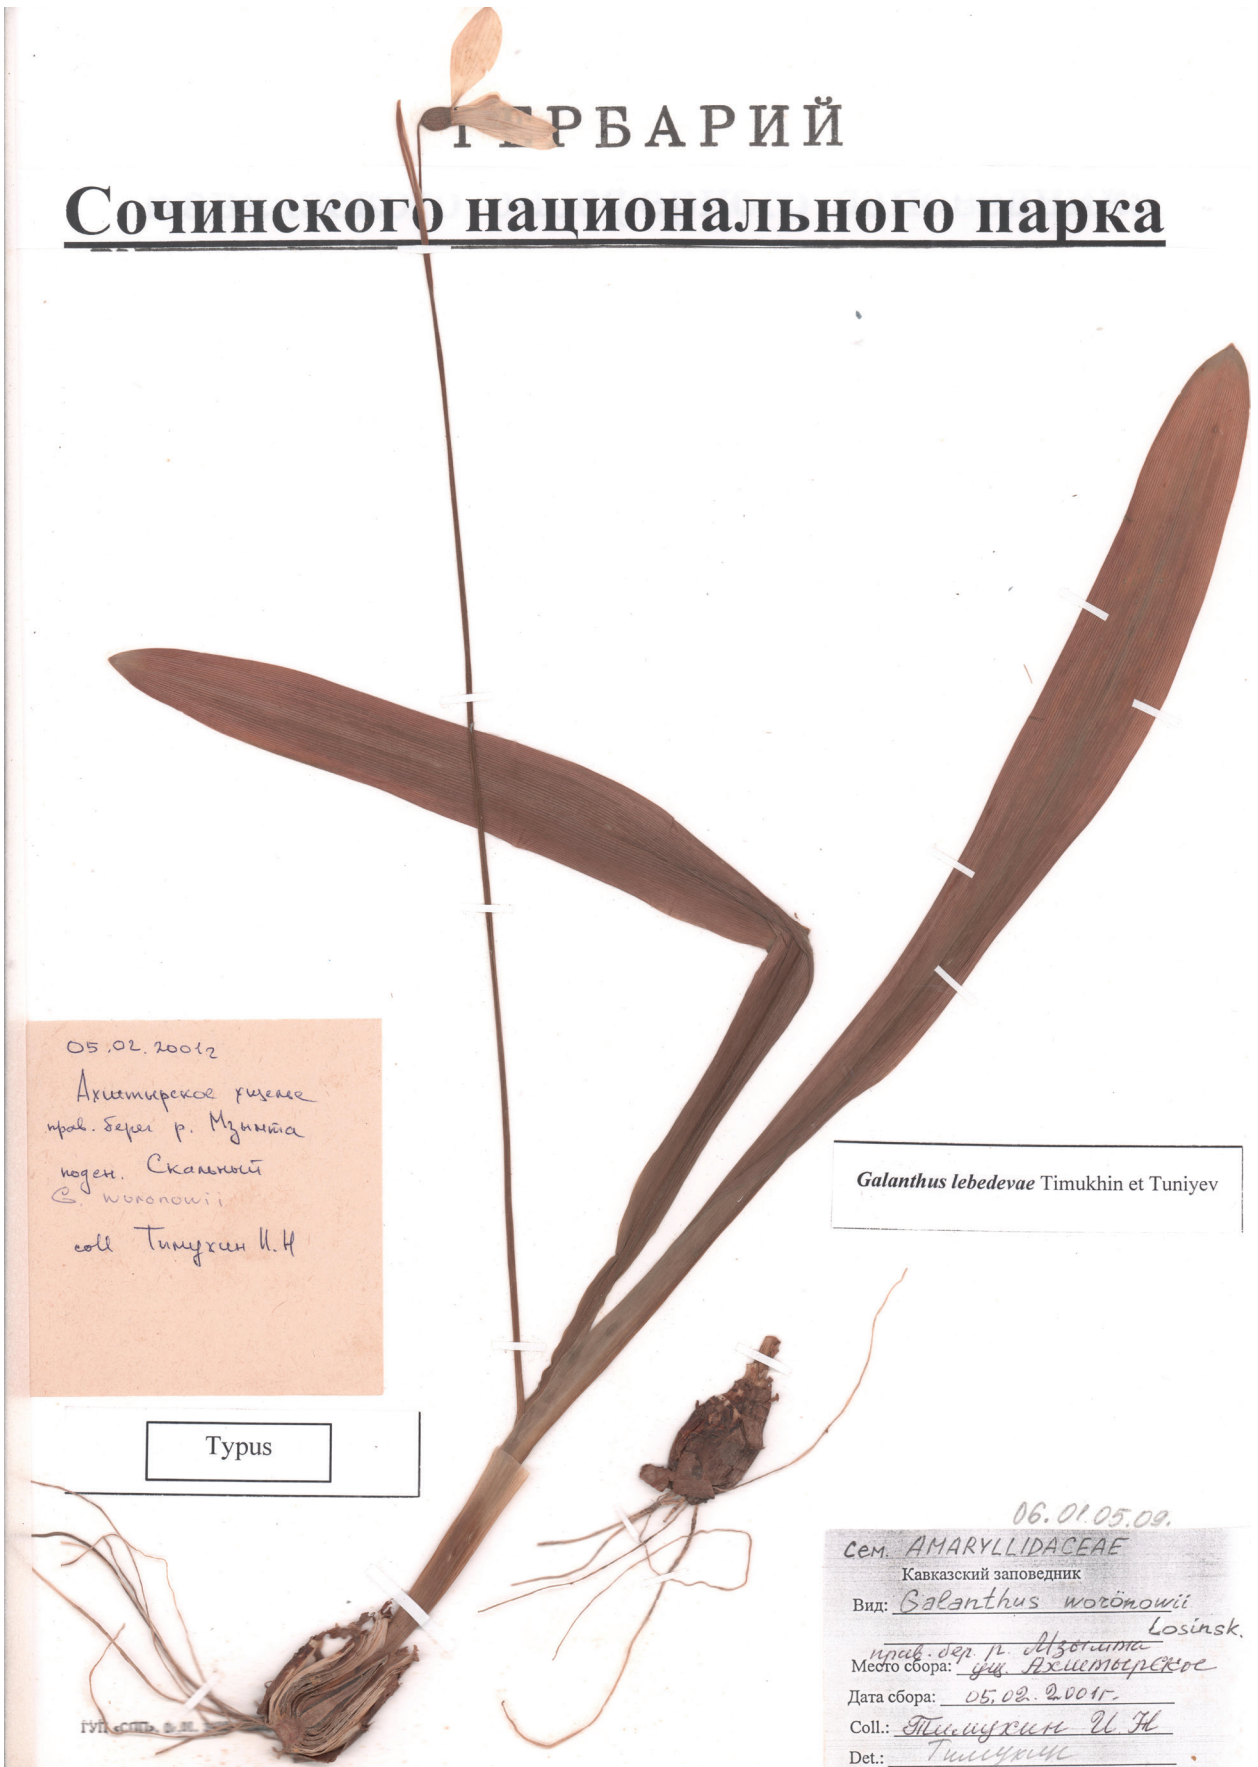 ГЕРБАРИЙ
Сочинского национального парка
05.02.2001г
Ахштырское ущелье
прав. берег р. Мзымта
поден. Скальный
G. woronowii
coll Тимухин И.Н
Galanthus lebedevae Timukhin et Tuniyev
Typus
06.01.05.09.
сем. AMARYLLIDACEAE
Кавказский заповедник
Вид: Galanthus woronowii
Losinsk.
прав. бер. р. Мзымта
Место сбора: ущ. Ахштырское
Дата сбора: 05.02.2001г.
Coll.: Тимухин И.Н
Det.: Тимухин